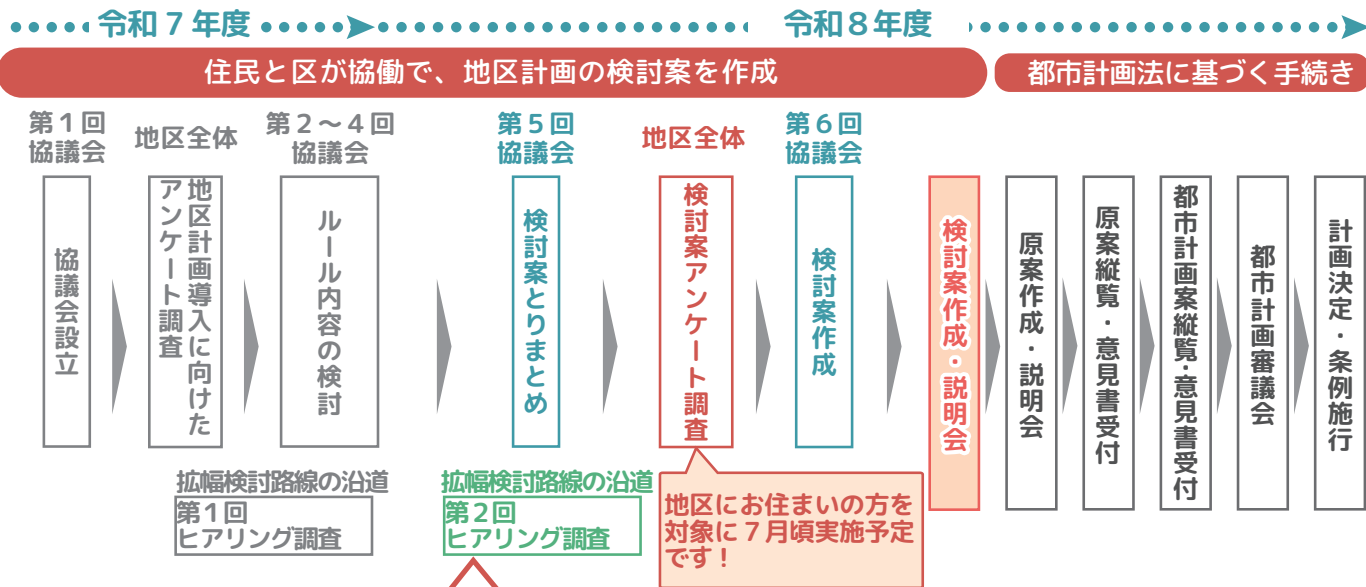 令和７年度
令和８年度
住民と区が協働で、地区計画の検討案を作成
都市計画法に基づく手続き
第１回
協議会
協議会設立
地区全体
地区計画導入に向けた
アンケート調査
第２～４回
協議会
ルール内容の検討
第５回
協議会
検討案とりまとめ
地区全体
検討案アンケート調査
第６回
協議会
検討案作成
検討案作成・説明会
原案作成・説明会
原案縦覧・意見書受付
都市計画案縦覧・意見書受付
都市計画審議会
計画決定・条例施行
拡幅検討路線の沿道
第１回
ヒアリング調査
拡幅検討路線の沿道
第２回
ヒアリング調査
地区にお住まいの方を
対象に７月頃実施予定
です！